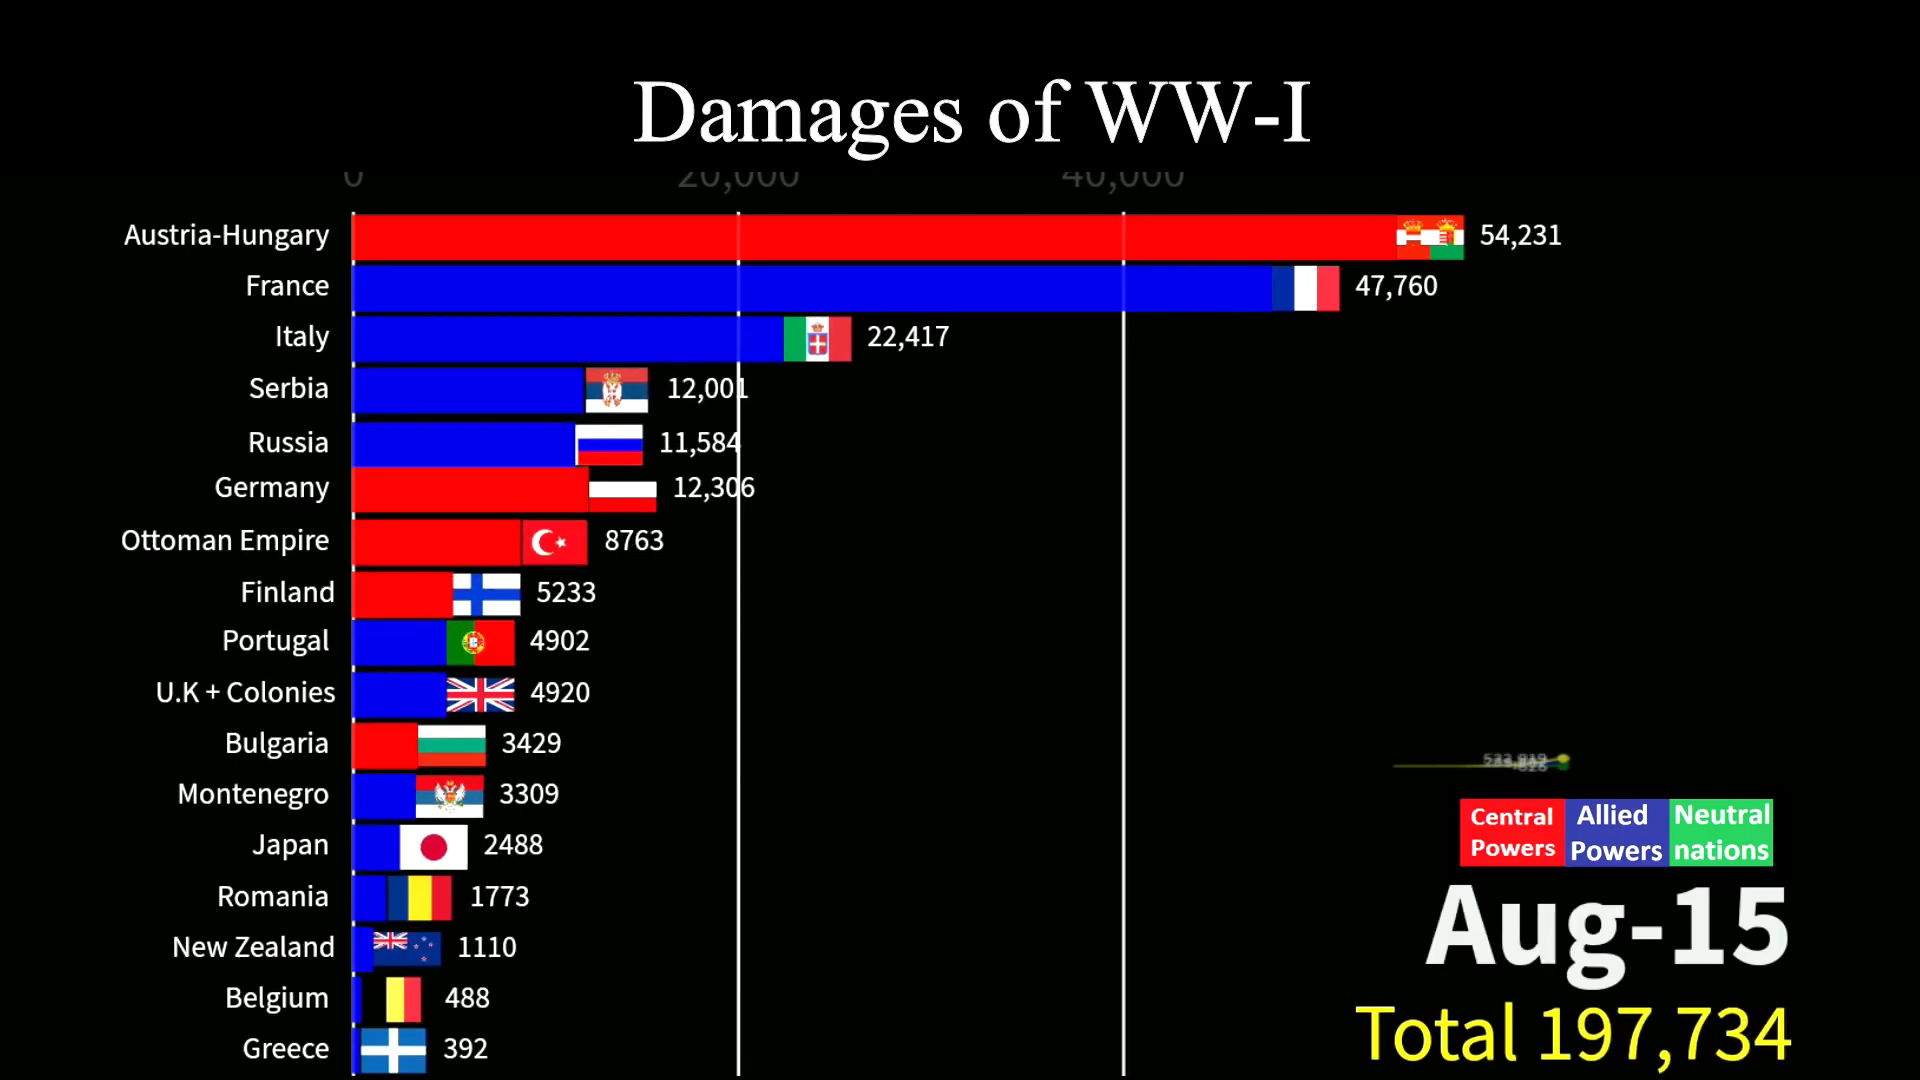 Damages of WW-I
0 20,000 40,000
Austria-Hungary 54,231
France 47,760
Italy 22,417
Serbia 12,001
Russia 11,584
Germany 12,306
Ottoman Empire 8763
Finland 5233
Portugal 4902
U.K + Colonies 4920
Bulgaria 3429
Montenegro 3309
Japan 2488
Romania 1773
New Zealand 1110
Belgium 488
Greece 392
Central Powers
Allied Powers
Neutral nations
Aug-15
Total 197,734